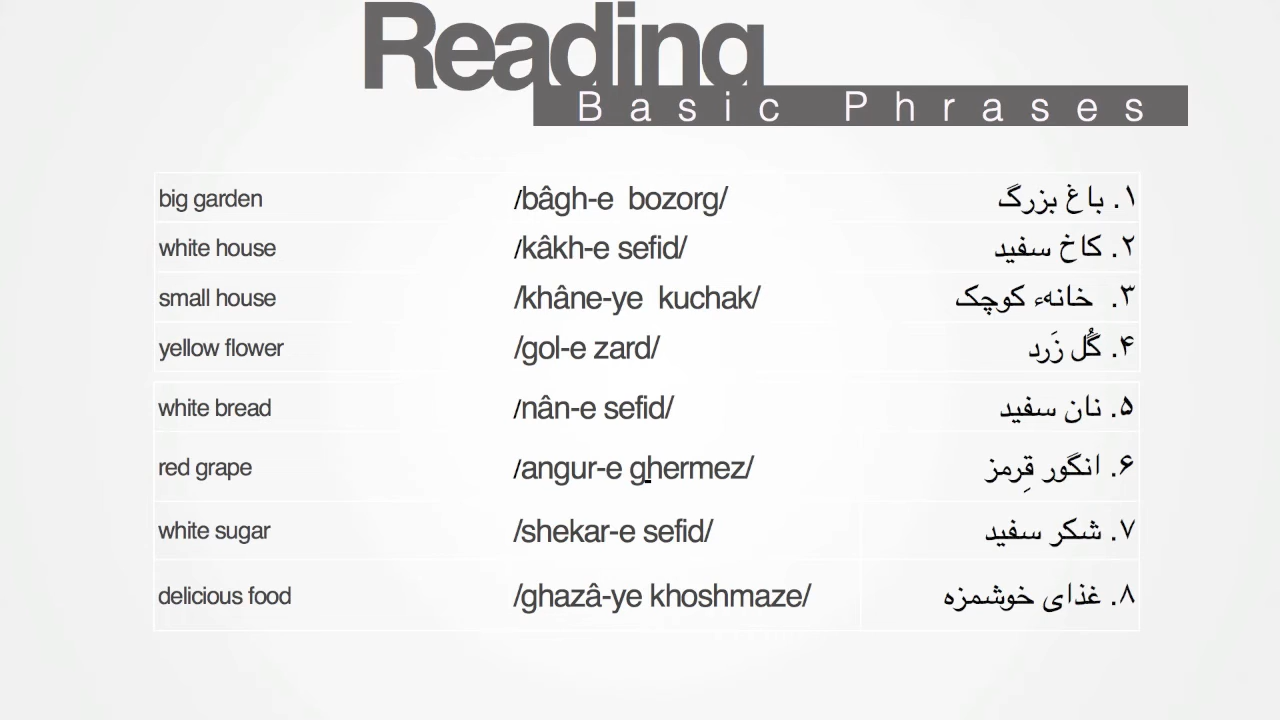 Reading
Basic Phrases
big garden /bâgh-e bozorg/ ۱. باغ بزرگ
white house /kâkh-e sefid/ ۲. کاخ سفید
small house /khâne-ye kuchak/ ۳. خانهء کوچک
yellow flower /gol-e zard/ ۴. گُل زَرد
white bread /nân-e sefid/ ۵. نان سفید
red grape /angur-e ghermez/ ۶. انگور قِرمز
white sugar /shekar-e sefid/ ۷. شکر سفید
delicious food /ghazâ-ye khoshmaze/ ۸. غذای خوشمزه